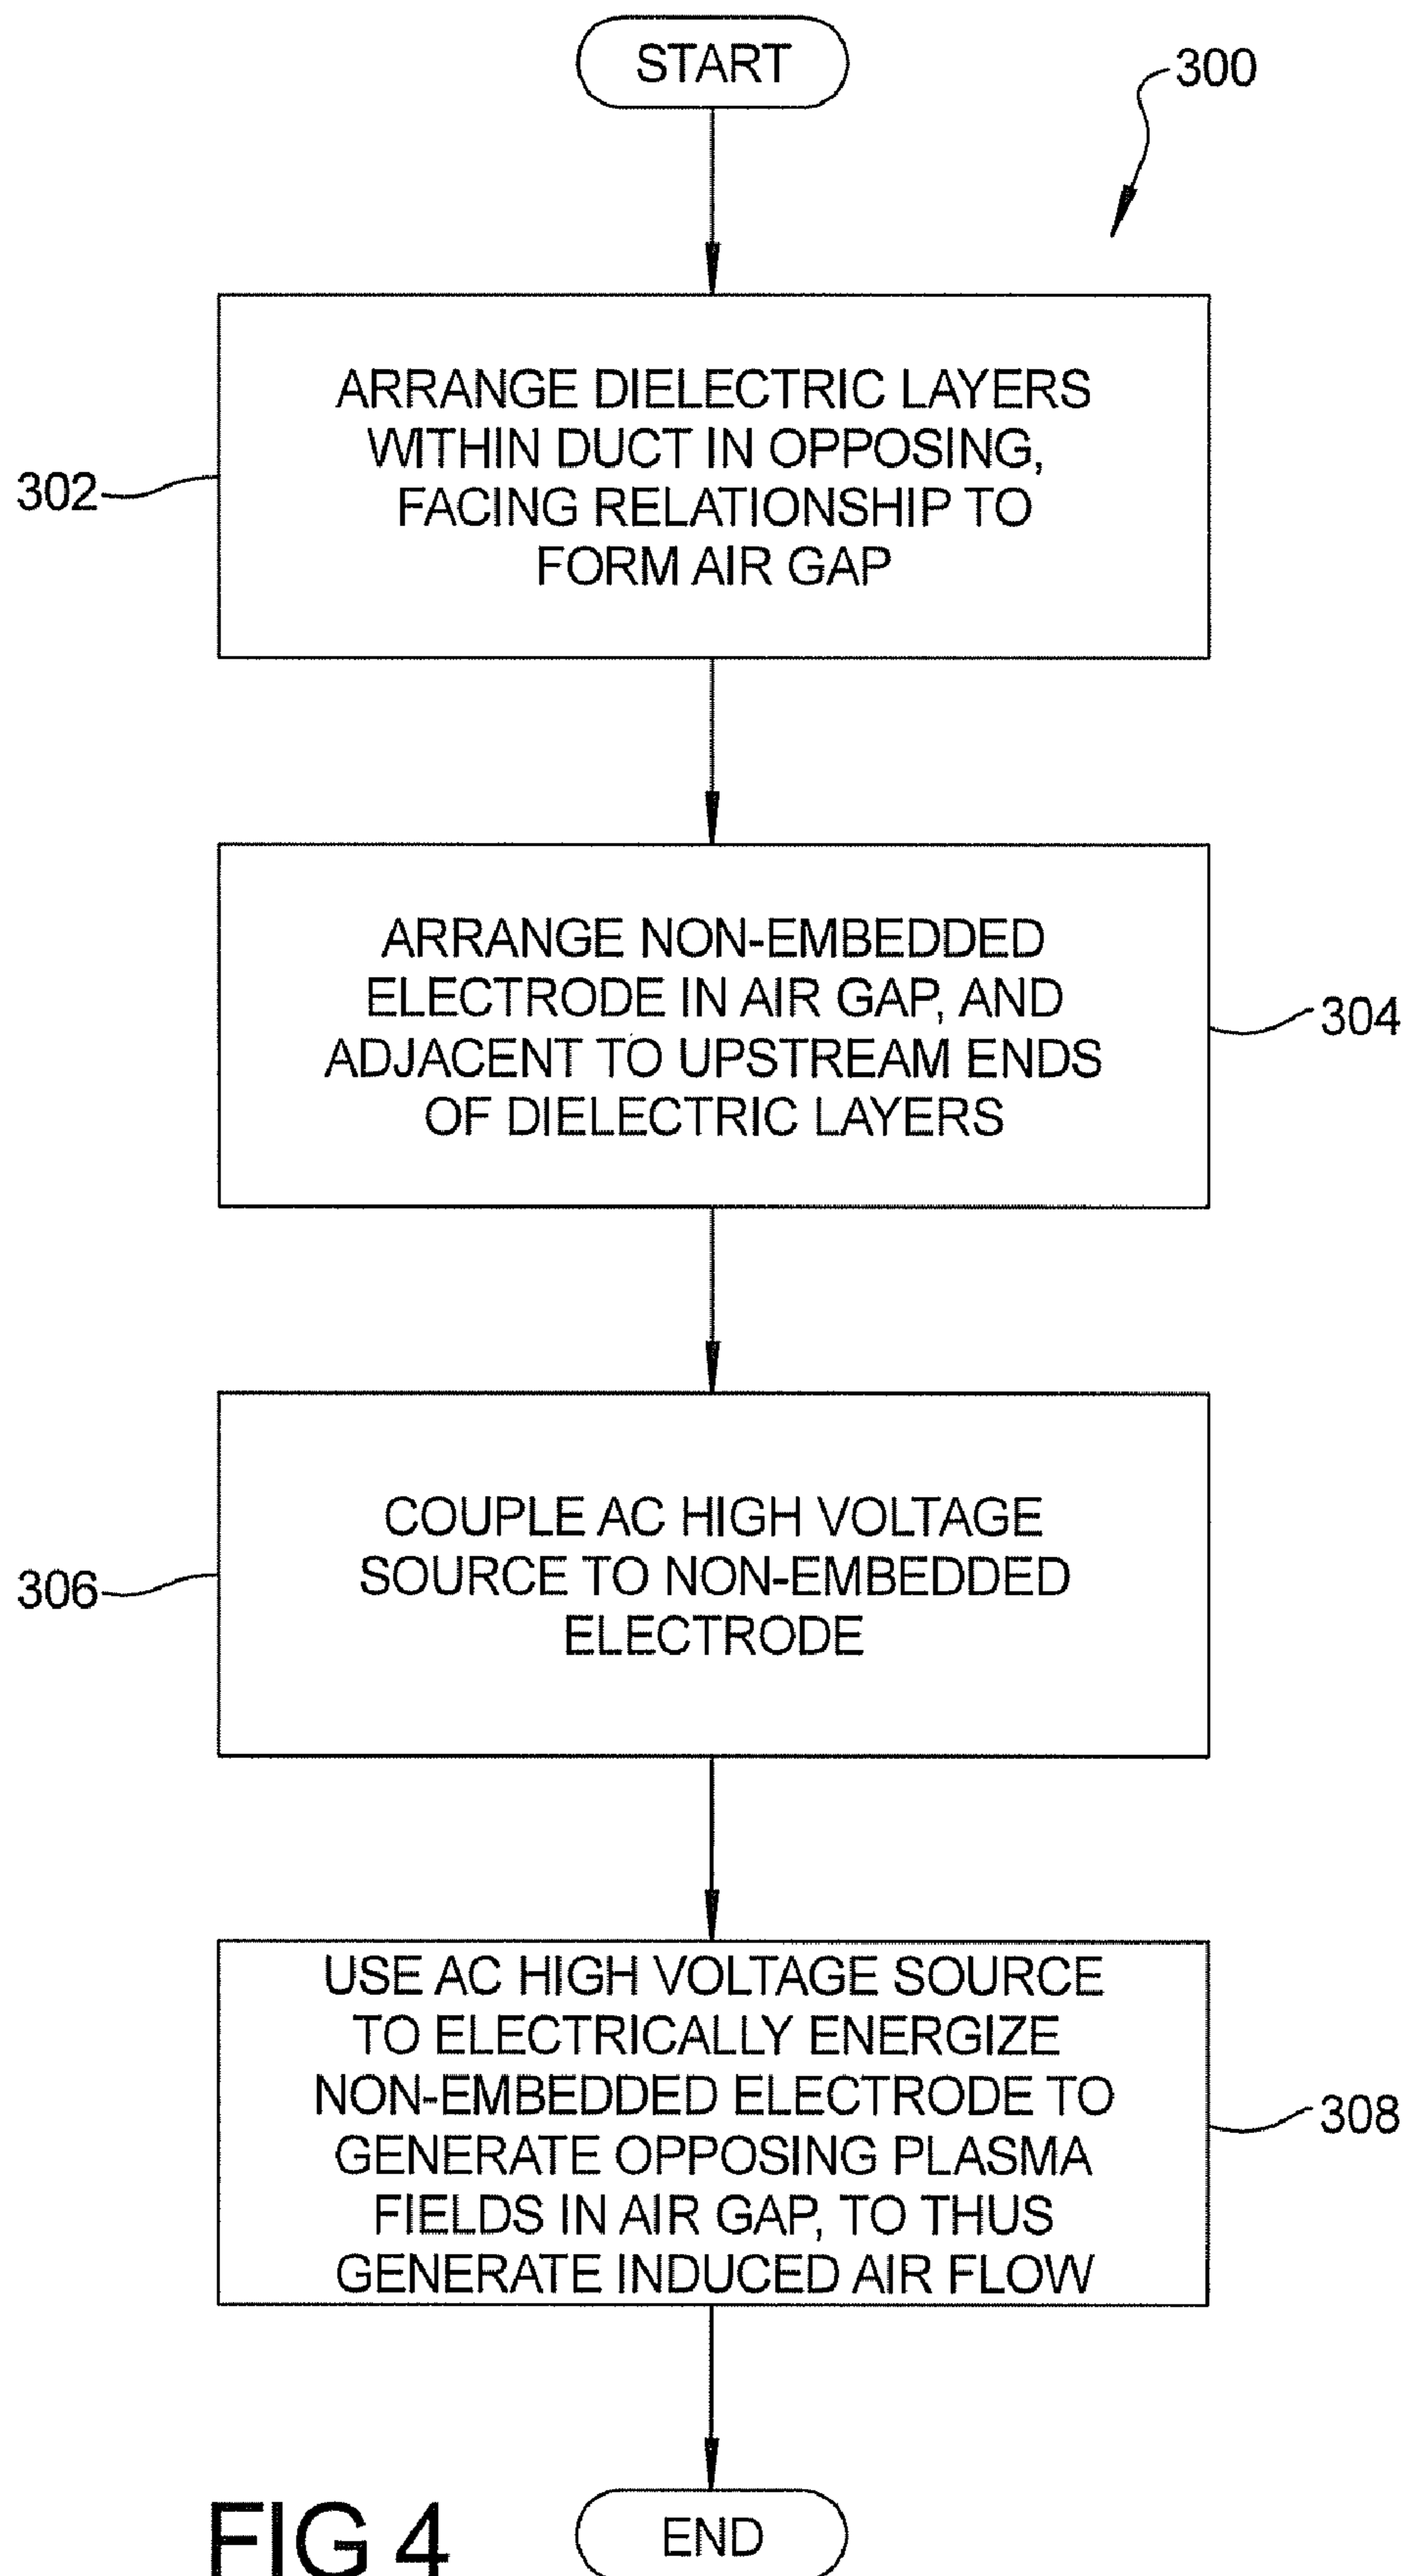 START
300
ARRANGE DIELECTRIC LAYERS
WITHIN DUCT IN OPPOSING,
FACING RELATIONSHIP TO
FORM AIR GAP
302
ARRANGE NON-EMBEDDED
ELECTRODE IN AIR GAP, AND
ADJACENT TO UPSTREAM ENDS
OF DIELECTRIC LAYERS
304
COUPLE AC HIGH VOLTAGE
SOURCE TO NON-EMBEDDED
ELECTRODE
306
USE AC HIGH VOLTAGE SOURCE
TO ELECTRICALLY ENERGIZE
NON-EMBEDDED ELECTRODE TO
GENERATE OPPOSING PLASMA
FIELDS IN AIR GAP, TO THUS
GENERATE INDUCED AIR FLOW
308
END
FIG 4